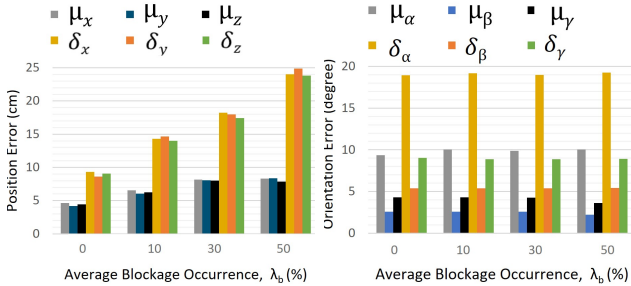 μx μy μz
δx δy δz
Position Error (cm)
25
20
15
10
5
0
0 10 30 50
Average Blockage Occurrence, λb (%)
μα μβ μγ
δα δβ δγ
Orientation Error (degree)
20
15
10
5
0
0 10 30 50
Average Blockage Occurrence, λb (%)